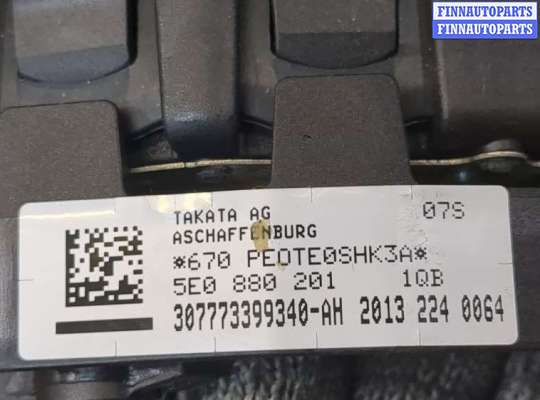 FINNAUTOPARTS
FINNAUTOPARTS
TAKATA AG 07S
ASCHAFFENBURG
*670 PEOTE0SHK3A*
5E0 880 201 1QB
307773399340-AH 2013 224 0064